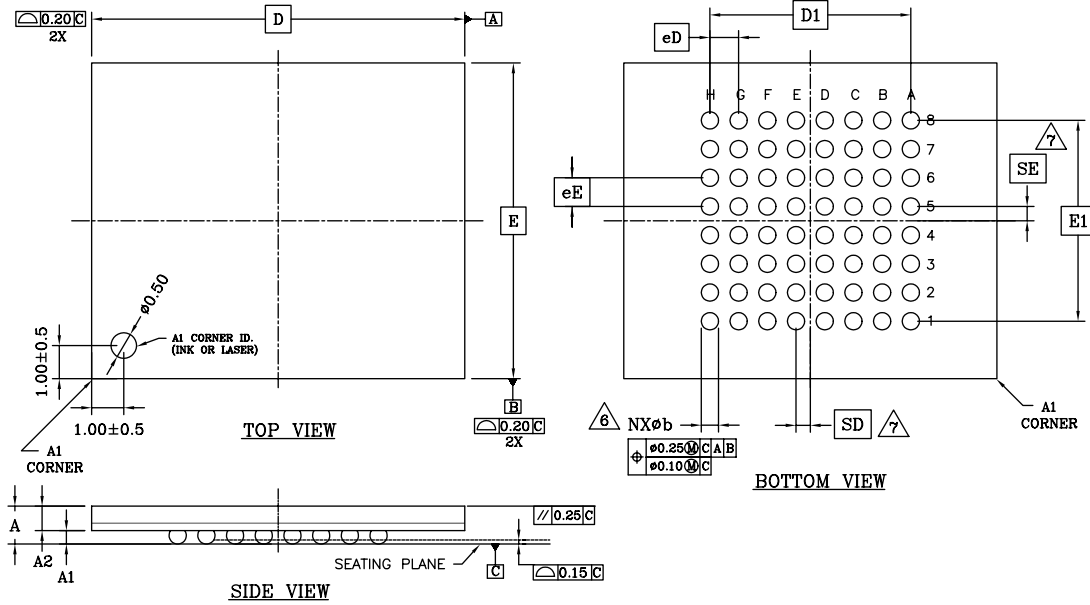 ⌓ 0.20 C
2X
D
A
E
ø0.50
A1 CORNER ID.
(INK OR LASER)
1.00±0.5
1.00±0.5
A1
CORNER
TOP VIEW
B
⌓ 0.20 C
2X
D1
eD
H G F E D C B A
8
7
6
5
4
3
2
1
7
SE
eE
E1
6
NXøb
SD
7
⌖ ø0.25 Ⓜ C A B
ø0.10 Ⓜ C
A1
CORNER
BOTTOM VIEW
A
A2
A1
// 0.25 C
SEATING PLANE
C
⌓ 0.15 C
SIDE VIEW